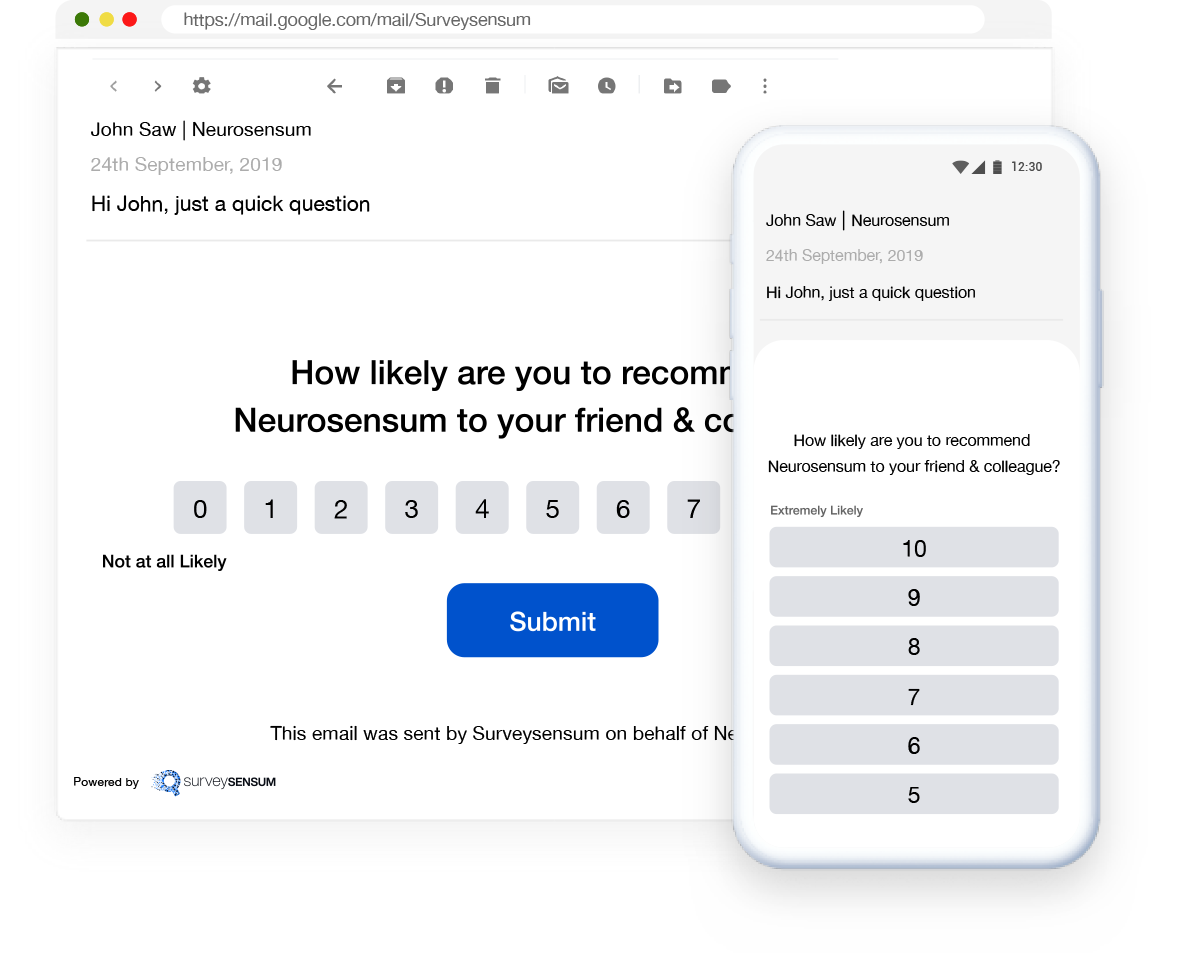 https://mail.google.com/mail/Surveysensum
John Saw | Neurosensum
24th September, 2019
Hi John, just a quick question
How likely are you to recomm
Neurosensum to your friend & co
0 1 2 3 4 5 6 7
Not at all Likely
Submit
This email was sent by Surveysensum on behalf of Ne
Powered by surveySENSUM
12:30
John Saw | Neurosensum
24th September, 2019
Hi John, just a quick question
How likely are you to recommend
Neurosensum to your friend & colleague?
Extremely Likely
10
9
8
7
6
5